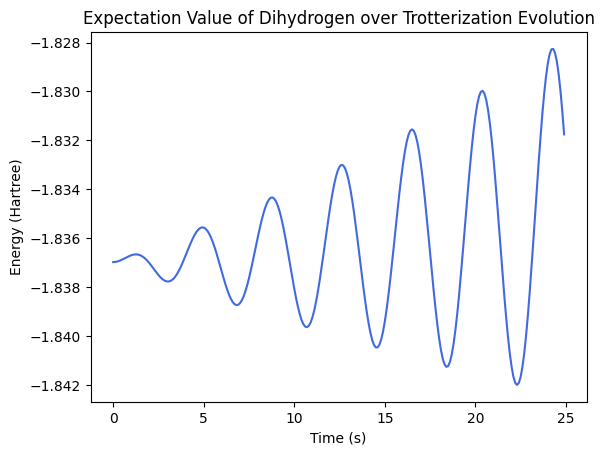 Expectation Value of Dihydrogen over Trotterization Evolution
−1.828
−1.830
−1.832
−1.834
−1.836
−1.838
−1.840
−1.842
Energy (Hartree)
0 5 10 15 20 25
Time (s)